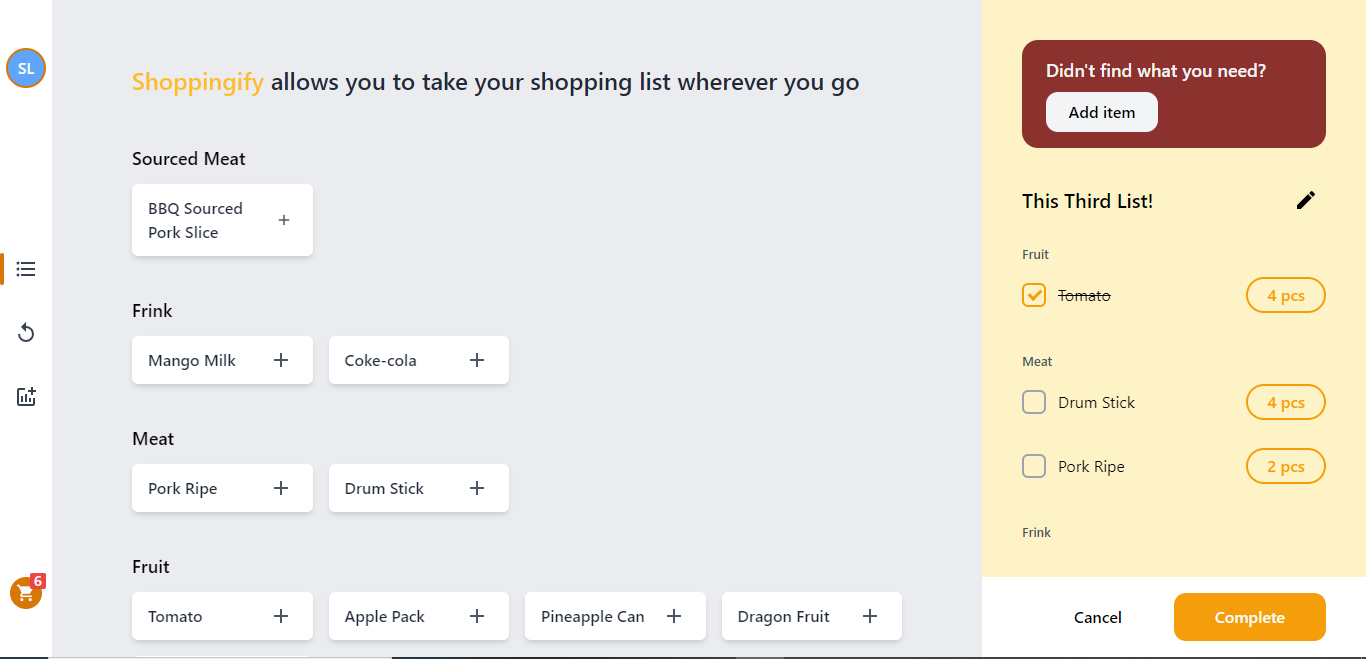 SL
6
Shoppingify allows you to take your shopping list wherever you go
Sourced Meat
BBQ Sourced
Pork Slice
Frink
Mango Milk
Coke-cola
Meat
Pork Ripe
Drum Stick
Fruit
Tomato
Apple Pack
Pineapple Can
Dragon Fruit
Didn't find what you need?
Add item
This Third List!
Fruit
Tomato 4 pcs
Meat
Drum Stick 4 pcs
Pork Ripe 2 pcs
Frink
Cancel
Complete